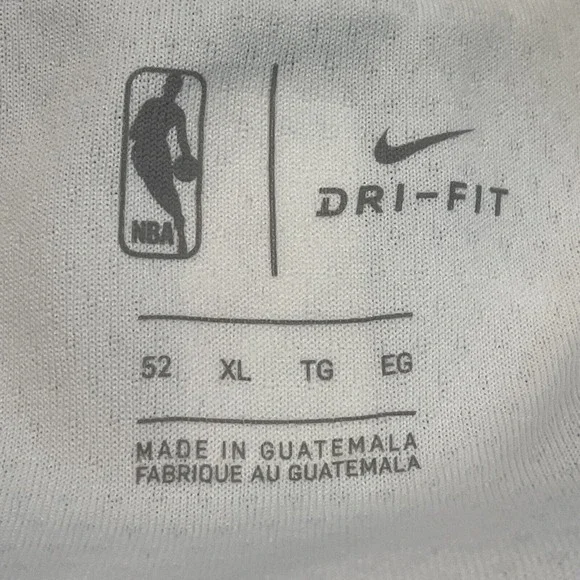 NBA
DRI-FIT
52 XL TG EG
MADE IN GUATEMALA
FABRIQUE AU GUATEMALA